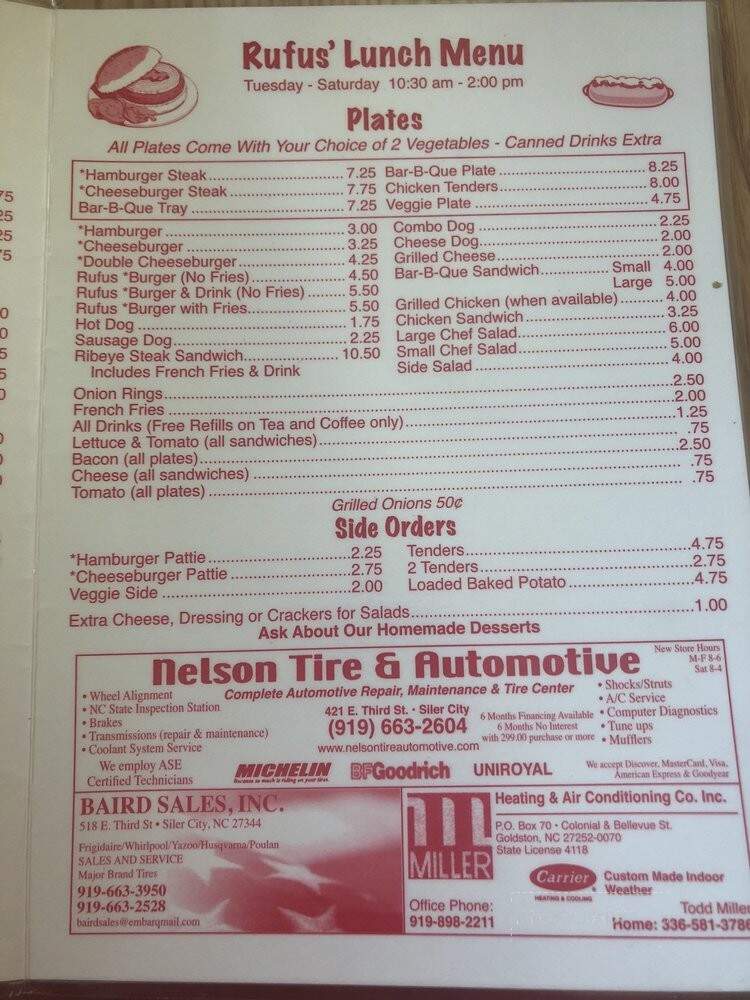 Rufus' Lunch Menu
Tuesday - Saturday 10:30 am - 2:00 pm
Plates
All Plates Come With Your Choice of 2 Vegetables - Canned Drinks Extra
*Hamburger Steak 7.25
*Cheeseburger Steak 7.75
Bar-B-Que Tray 7.25
Bar-B-Que Plate 8.25
Chicken Tenders 8.00
Veggie Plate 4.75
*Hamburger 3.00
*Cheeseburger 3.25
*Double Cheeseburger 4.25
Rufus *Burger (No Fries) 4.50
Rufus *Burger & Drink (No Fries) 5.50
Rufus *Burger with Fries 5.50
Hot Dog 1.75
Sausage Dog 2.25
Ribeye Steak Sandwich 10.50
Includes French Fries & Drink
Combo Dog 2.25
Cheese Dog 2.00
Grilled Cheese 2.00
Bar-B-Que Sandwich Small 4.00
Large 5.00
Grilled Chicken (when available) 4.00
Chicken Sandwich 3.25
Large Chef Salad 6.00
Small Chef Salad 5.00
Side Salad 4.00
Onion Rings 2.50
French Fries 2.00
All Drinks (Free Refills on Tea and Coffee only) 1.25
Lettuce & Tomato (all sandwiches) .75
Bacon (all plates) 2.50
Cheese (all sandwiches) .75
Tomato (all plates) .75
Grilled Onions 50¢
Side Orders
*Hamburger Pattie 2.25
*Cheeseburger Pattie 2.75
Veggie Side 2.00
Tenders 4.75
2 Tenders 2.75
Loaded Baked Potato 4.75
Extra Cheese, Dressing or Crackers for Salads 1.00
Ask About Our Homemade Desserts
Nelson Tire & Automotive
New Store Hours
M-F 8-6
Sat 8-4
Complete Automotive Repair, Maintenance & Tire Center
• Wheel Alignment
• NC State Inspection Station
• Brakes
• Transmissions (repair & maintenance)
• Coolant System Service
421 E. Third St. • Siler City
(919) 663-2604
www.nelsontireautomotive.com
6 Months Financing Available
6 Months No Interest
with 299.00 purchase or more
• Shocks/Struts
• A/C Service
• Computer Diagnostics
• Tune ups
• Mufflers
We employ ASE
Certified Technicians
MICHELIN
Because so much is riding on your tires.
BFGoodrich
UNIROYAL
We accept Discover, MasterCard, Visa,
American Express & Goodyear
BAIRD SALES, INC.
518 E. Third St • Siler City, NC 27344
Frigidaire/Whirlpool/Yazoo/Husqvarna/Poulan
SALES AND SERVICE
Major Brand Tires
919-663-3950
919-663-2528
bairdsales@embarqmail.com
m
MILLER
Heating & Air Conditioning Co. Inc.
P.O. Box 70 • Colonial & Bellevue St.
Goldston, NC 27252-0070
State License 4118
Carrier
HEATING & COOLING
Custom Made Indoor
Weather
Office Phone:
919-898-2211
Todd Miller
Home: 336-581-3786